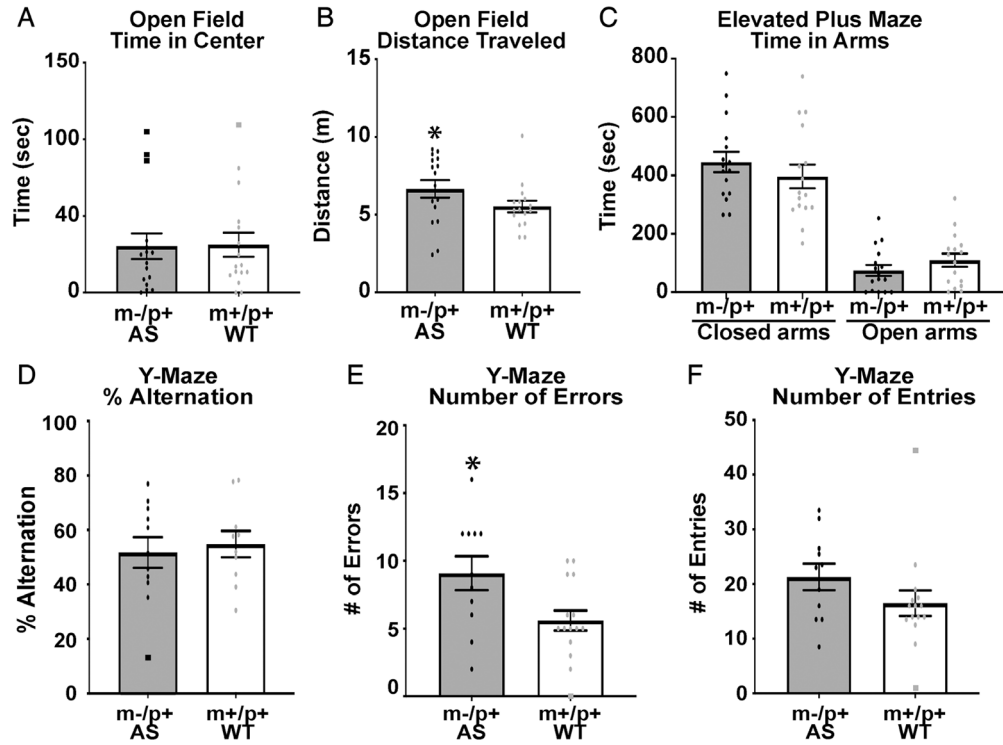 A
Open Field
Time in Center
Time (sec)
150
100
40
0
m-/p+
AS
m+/p+
WT
B
Open Field
Distance Traveled
Distance (m)
15
10
5
0
*
m-/p+
AS
m+/p+
WT
C
Elevated Plus Maze
Time in Arms
Time (sec)
800
600
400
200
0
m-/p+ m+/p+ m-/p+ m+/p+
Closed arms Open arms
D
Y-Maze
% Alternation
% Alternation
100
80
60
40
20
0
m-/p+
AS
m+/p+
WT
E
Y-Maze
Number of Errors
# of Errors
20
15
10
5
0
*
m-/p+
AS
m+/p+
WT
F
Y-Maze
Number of Entries
# of Entries
50
40
30
20
10
0
m-/p+
AS
m+/p+
WT